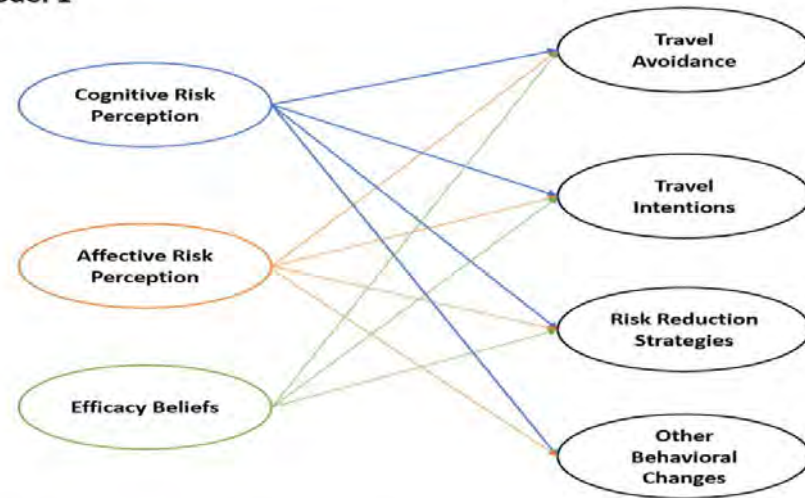 Cognitive Risk
Perception
Affective Risk
Perception
Efficacy Beliefs
Travel
Avoidance
Travel
Intentions
Risk Reduction
Strategies
Other
Behavioral
Changes